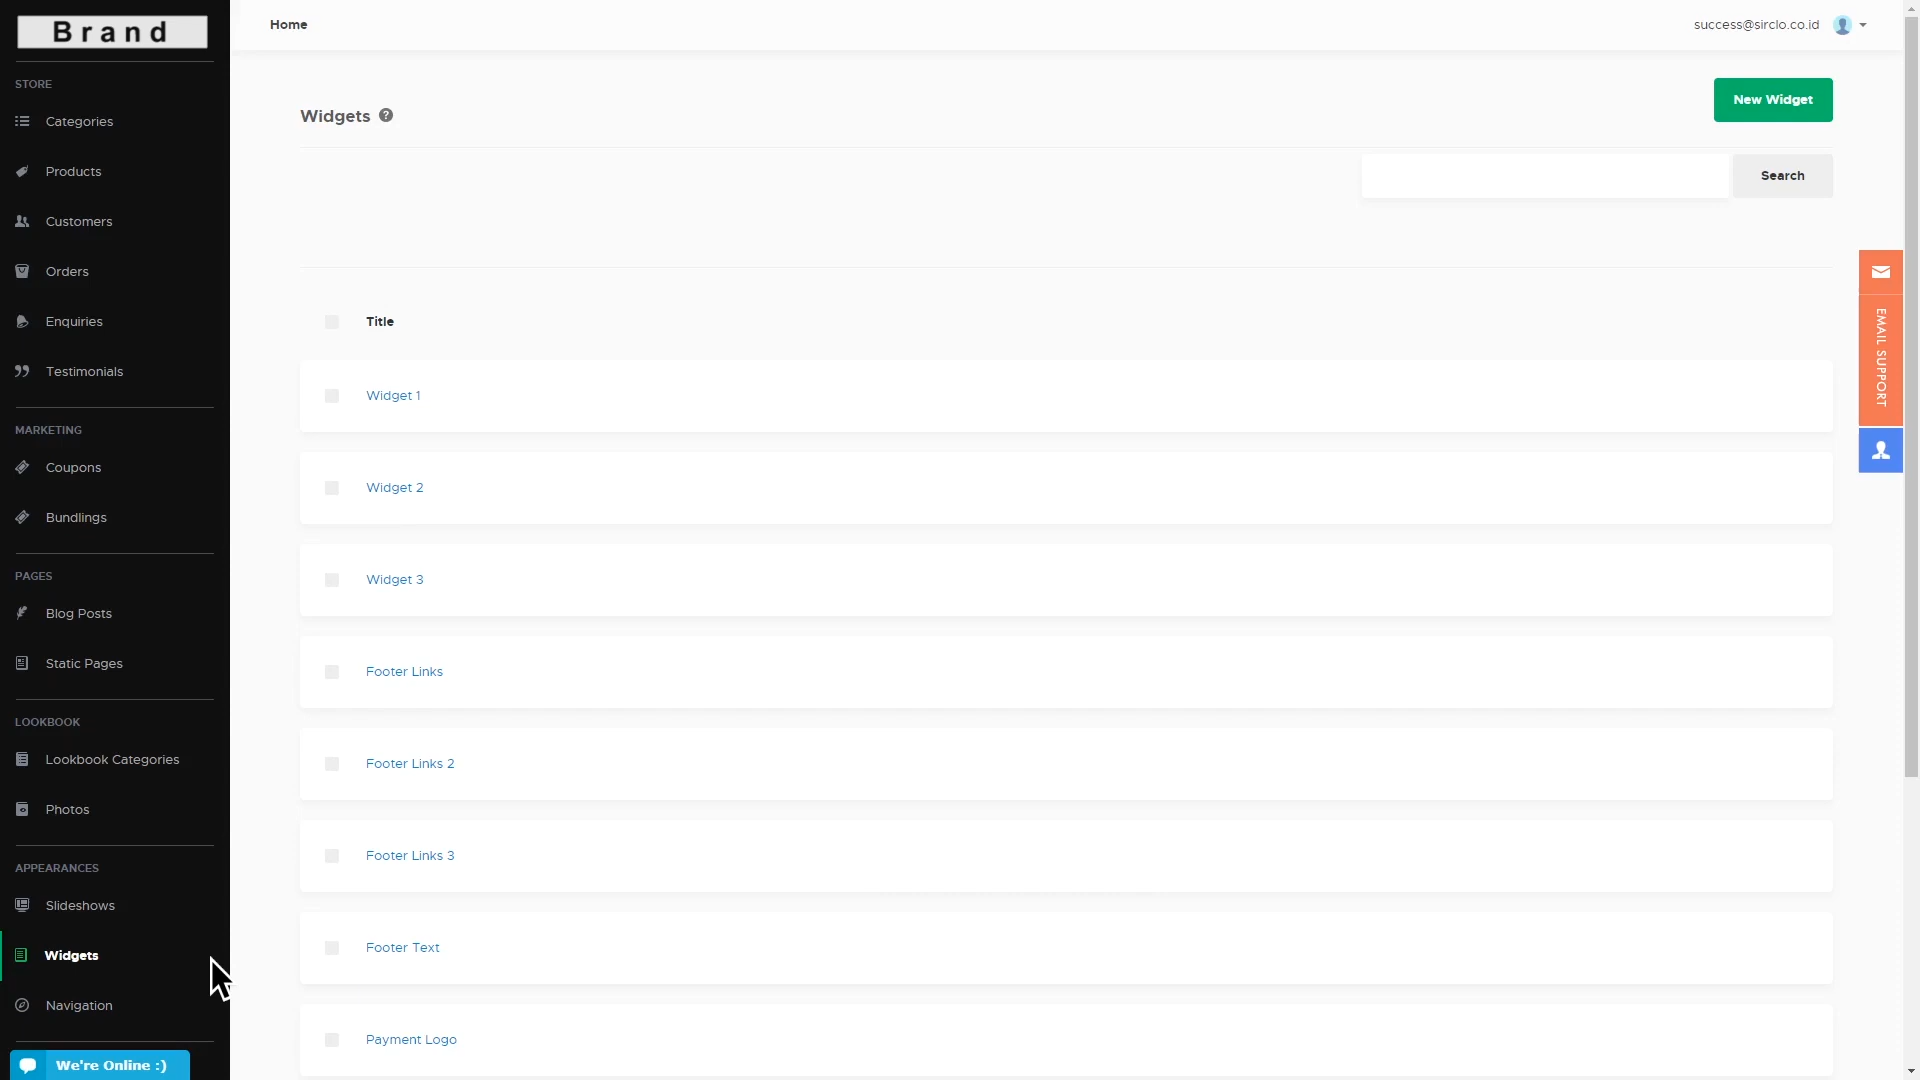 Brand
STORE
Categories
Products
Customers
Orders
Enquiries
Testimonials
MARKETING
Coupons
Bundlings
PAGES
Blog Posts
Static Pages
LOOKBOOK
Lookbook Categories
Photos
APPEARANCES
Slideshows
Widgets
Navigation
We're Online :)
Home
success@sirclo.co.id
Widgets ?
New Widget
Search
Title
Widget 1
Widget 2
Widget 3
Footer Links
Footer Links 2
Footer Links 3
Footer Text
Payment Logo
EMAIL SUPPORT